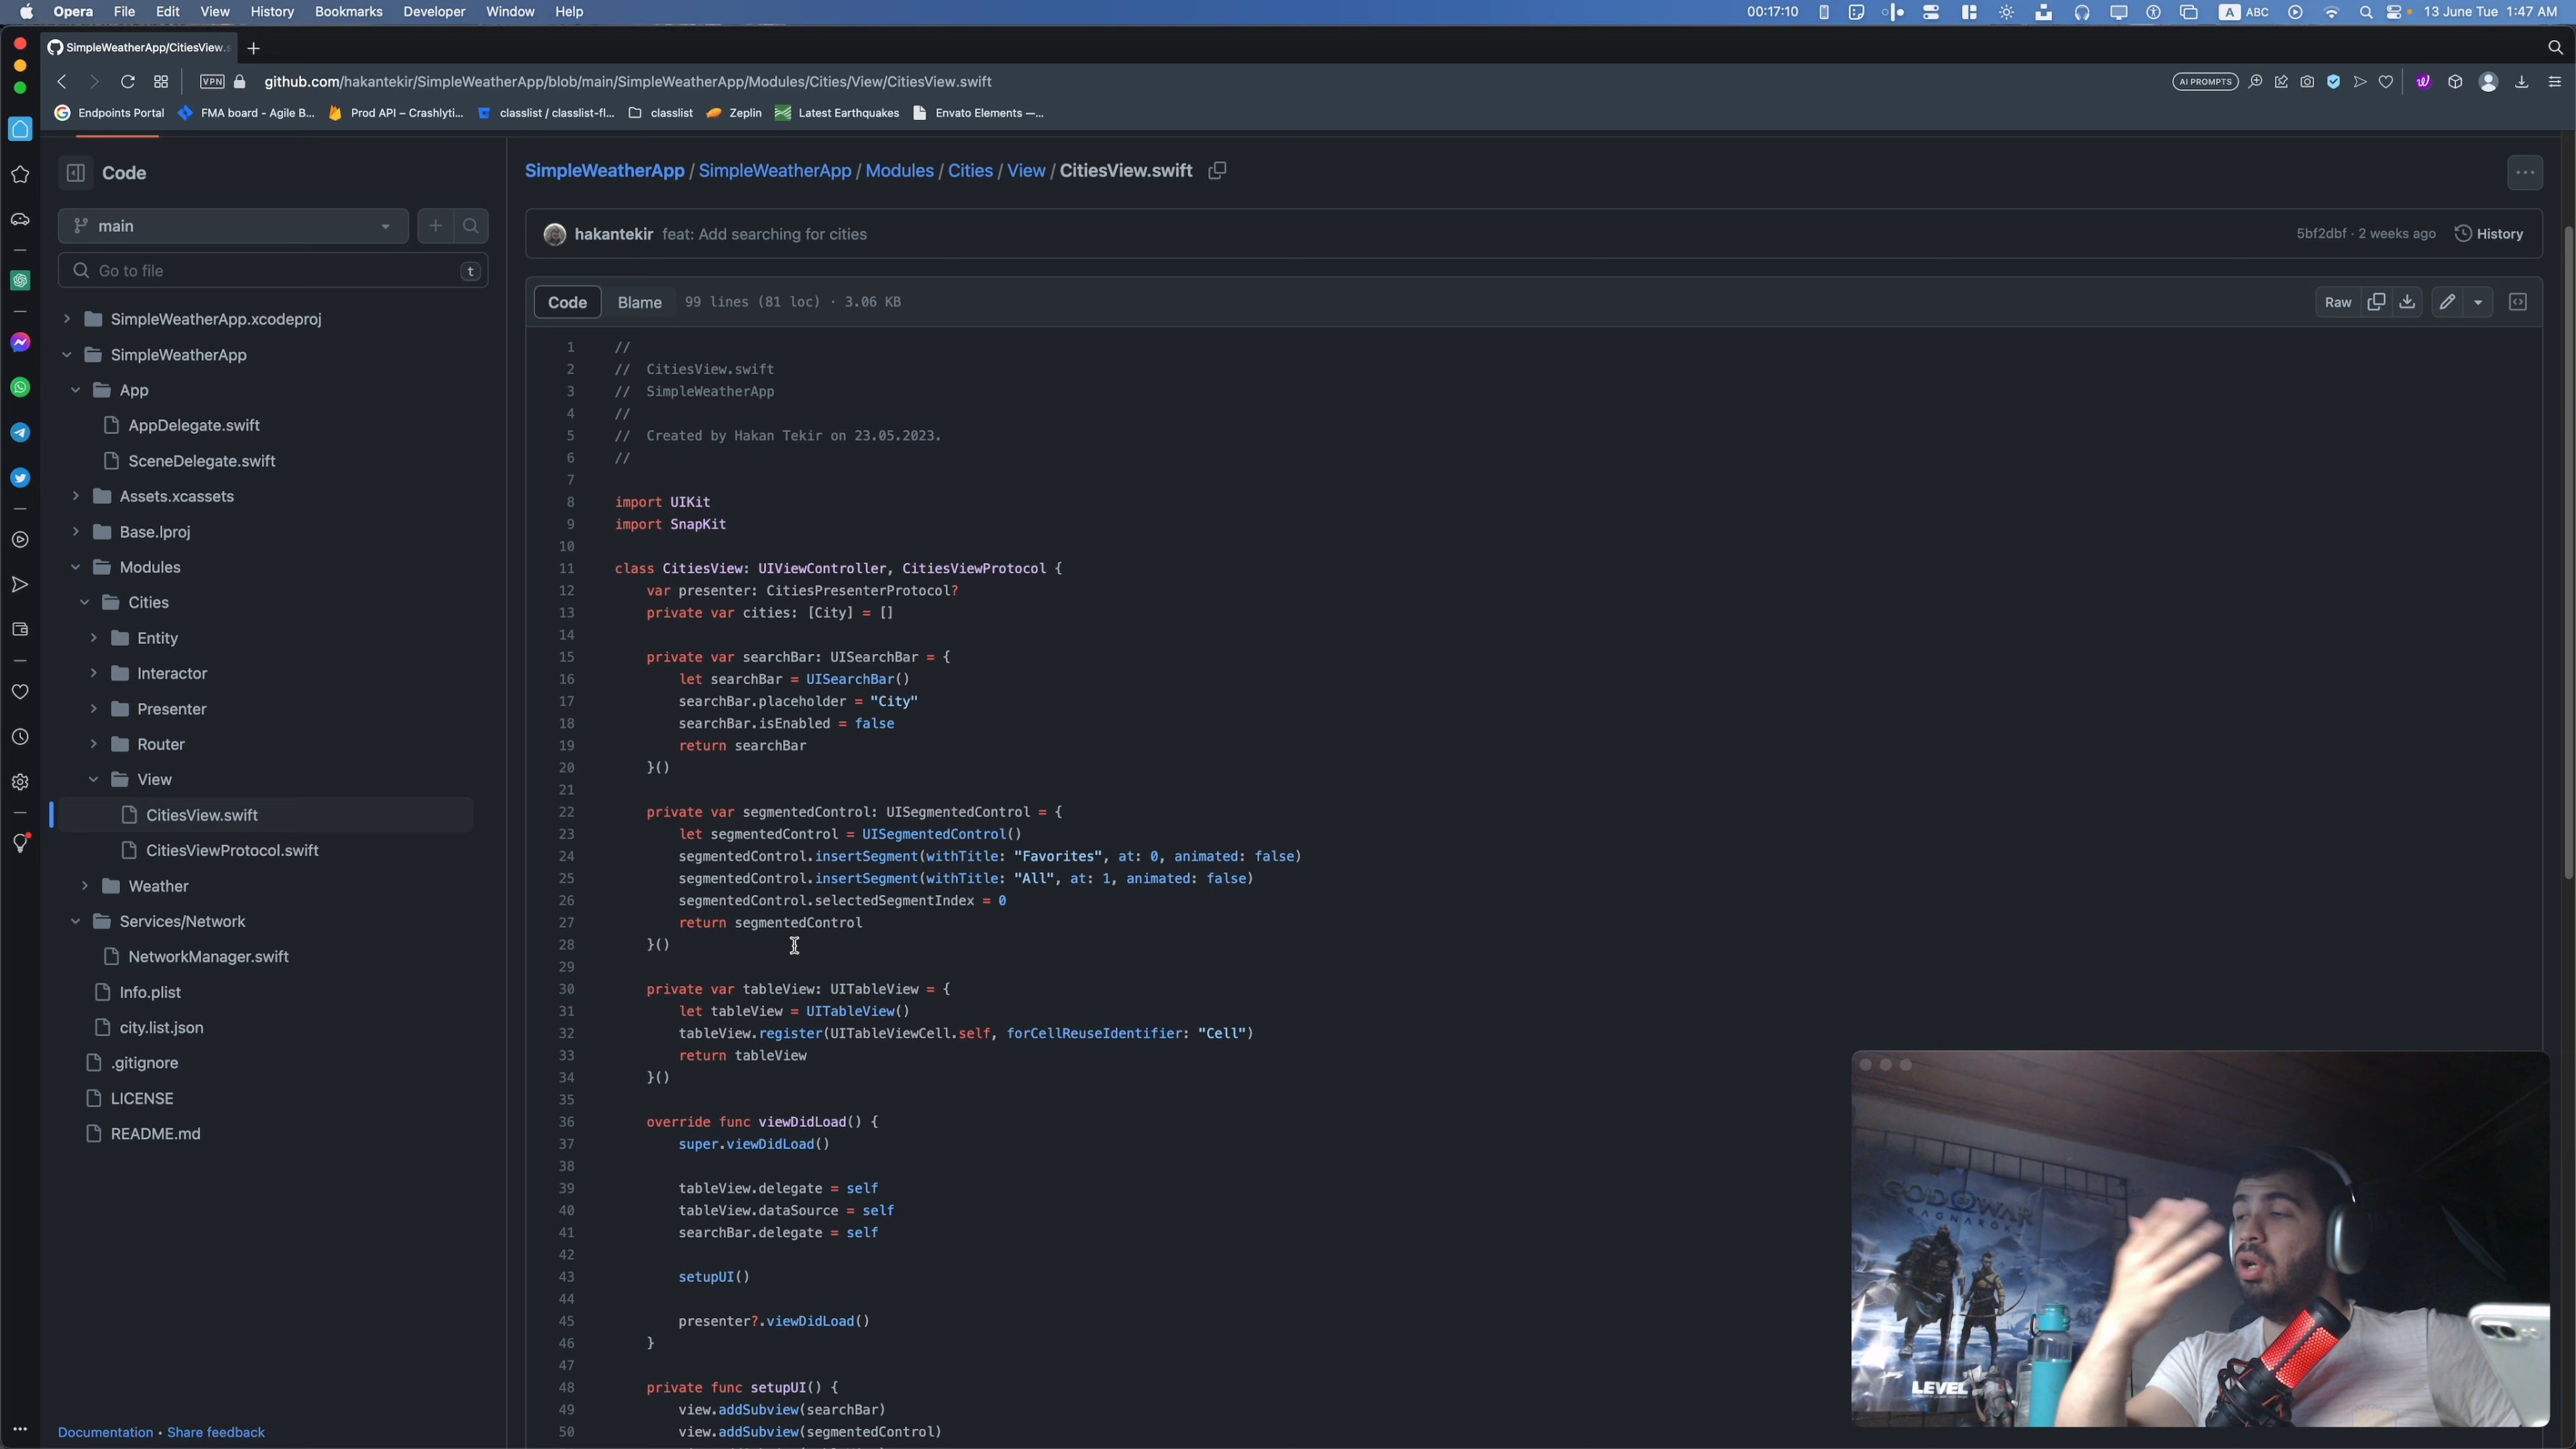 Opera File Edit View History Bookmarks Developer Window Help 00:17:10 A ABC 13 June Tue 1:47 AM
SimpleWeatherApp/CitiesView.s
VPN github.com/hakantekir/SimpleWeatherApp/blob/main/SimpleWeatherApp/Modules/Cities/View/CitiesView.swift AI PROMPTS
Endpoints Portal FMA board - Agile B... Prod API – Crashlyti... classlist / classlist-fl... classlist Zeplin Latest Earthquakes Envato Elements —...
Code
main
Go to file t
SimpleWeatherApp.xcodeproj
SimpleWeatherApp
App
AppDelegate.swift
SceneDelegate.swift
Assets.xcassets
Base.lproj
Modules
Cities
Entity
Interactor
Presenter
Router
View
CitiesView.swift
CitiesViewProtocol.swift
Weather
Services/Network
NetworkManager.swift
Info.plist
city.list.json
.gitignore
LICENSE
README.md
Documentation • Share feedback
SimpleWeatherApp / SimpleWeatherApp / Modules / Cities / View / CitiesView.swift
hakantekir feat: Add searching for cities 5bf2dbf · 2 weeks ago History
Code Blame 99 lines (81 loc) · 3.06 KB Raw
1 //
2 //  CitiesView.swift
3 //  SimpleWeatherApp
4 //
5 //  Created by Hakan Tekir on 23.05.2023.
6 //
7
8 import UIKit
9 import SnapKit
10
11 class CitiesView: UIViewController, CitiesViewProtocol {
12     var presenter: CitiesPresenterProtocol?
13     private var cities: [City] = []
14
15     private var searchBar: UISearchBar = {
16         let searchBar = UISearchBar()
17         searchBar.placeholder = "City"
18         searchBar.isEnabled = false
19         return searchBar
20     }()
21
22     private var segmentedControl: UISegmentedControl = {
23         let segmentedControl = UISegmentedControl()
24         segmentedControl.insertSegment(withTitle: "Favorites", at: 0, animated: false)
25         segmentedControl.insertSegment(withTitle: "All", at: 1, animated: false)
26         segmentedControl.selectedSegmentIndex = 0
27         return segmentedControl
28     }()
29
30     private var tableView: UITableView = {
31         let tableView = UITableView()
32         tableView.register(UITableViewCell.self, forCellReuseIdentifier: "Cell")
33         return tableView
34     }()
35
36     override func viewDidLoad() {
37         super.viewDidLoad()
38
39         tableView.delegate = self
40         tableView.dataSource = self
41         searchBar.delegate = self
42
43         setupUI()
44
45         presenter?.viewDidLoad()
46     }
47
48     private func setupUI() {
49         view.addSubview(searchBar)
50         view.addSubview(segmentedControl)
GOD OF WAR
RAGNARÖK
LEVEL